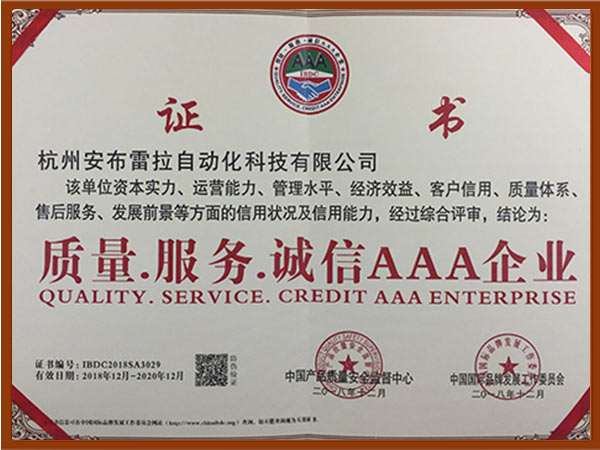 AAA
IBDC
证 书
杭州安布雷拉自动化科技有限公司
该单位资本实力、运营能力、管理水平、经济效益、客户信用、质量体系、
售后服务、发展前景等方面的信用状况及信用能力，经过综合评审，结论为：
质量.服务.诚信AAA企业
QUALITY. SERVICE. CREDIT AAA ENTERPRISE
证书编号：IBDC2018SA3029
有效日期：2018年12月-2020年12月
防伪验证
中国产品质量安全监督中心
二〇一八年十二月
中国国际品牌发展工作委员会
二〇一八年十二月